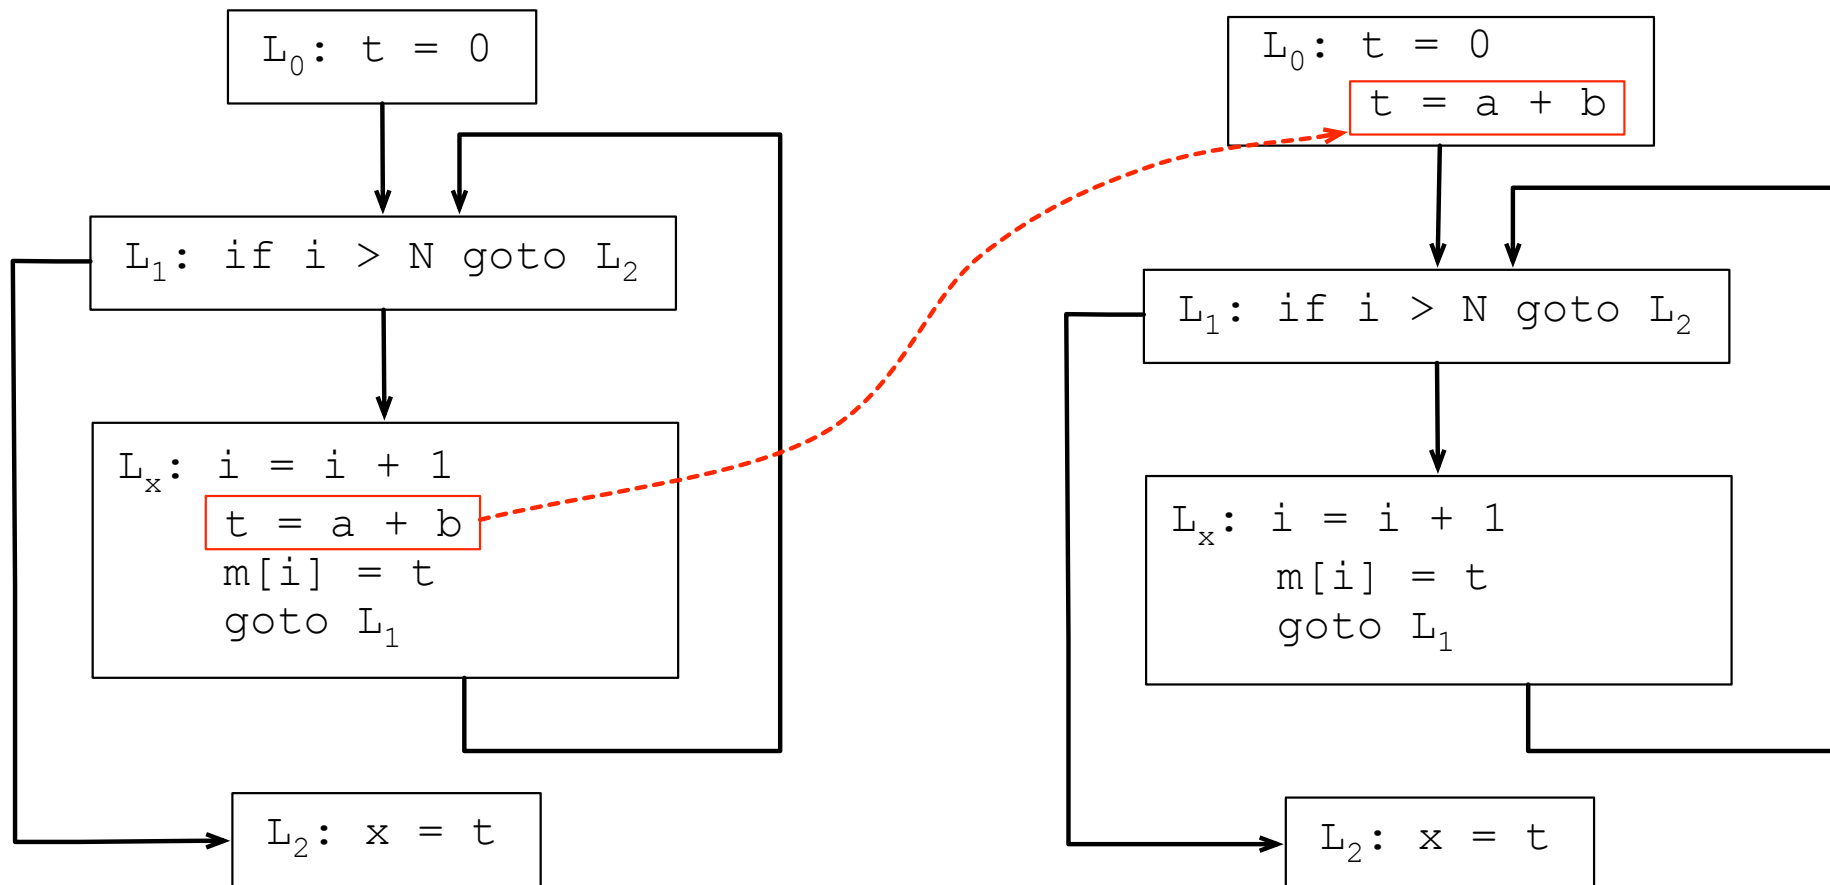 L₀: t = 0
L₁: if i > N goto L₂
Lₓ: i = i + 1
t = a + b
m[i] = t
goto L₁
L₂: x = t
L₀: t = 0
t = a + b
L₁: if i > N goto L₂
Lₓ: i = i + 1
m[i] = t
goto L₁
L₂: x = t